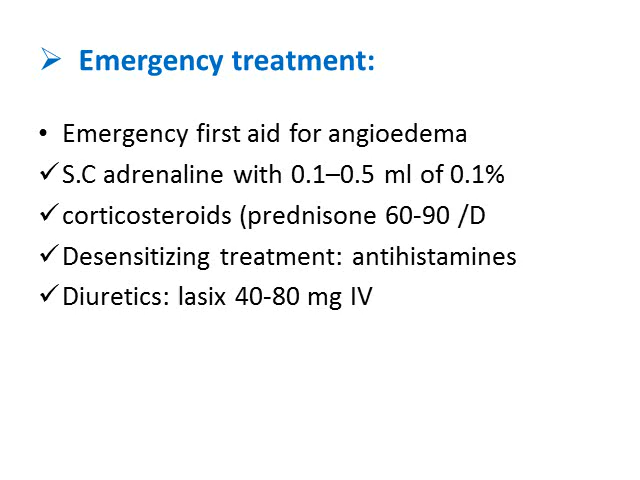 Emergency treatment:
Emergency first aid for angioedema
S.C adrenaline with 0.1–0.5 ml of 0.1%
corticosteroids (prednisone 60-90 /D
Desensitizing treatment: antihistamines
Diuretics: lasix 40-80 mg IV